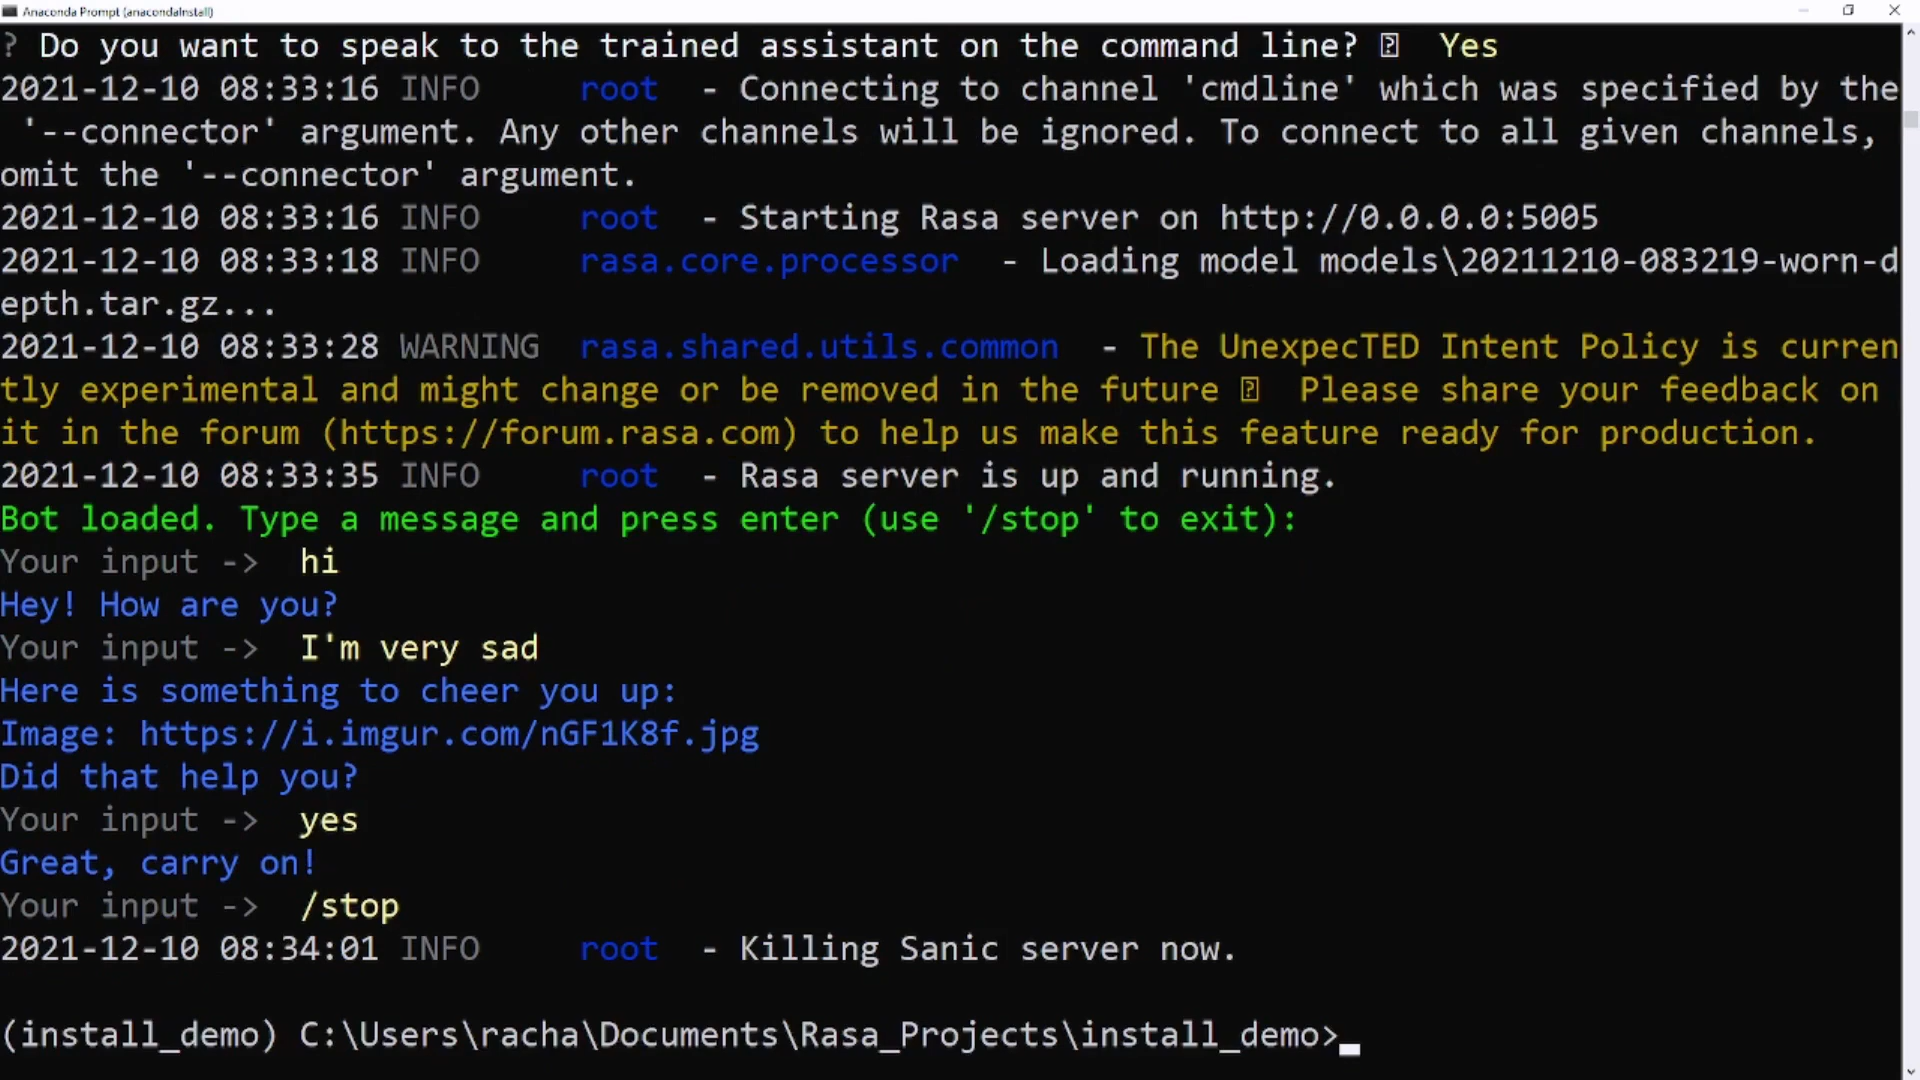 Anaconda Prompt (anacondaInstall)
? Do you want to speak to the trained assistant on the command line? Yes
2021-12-10 08:33:16 INFO root - Connecting to channel 'cmdline' which was specified by the
'--connector' argument. Any other channels will be ignored. To connect to all given channels,
omit the '--connector' argument.
2021-12-10 08:33:16 INFO root - Starting Rasa server on http://0.0.0.0:5005
2021-12-10 08:33:18 INFO rasa.core.processor - Loading model models\20211210-083219-worn-d
epth.tar.gz...
2021-12-10 08:33:28 WARNING rasa.shared.utils.common - The UnexpecTED Intent Policy is curren
tly experimental and might change or be removed in the future Please share your feedback on
it in the forum (https://forum.rasa.com) to help us make this feature ready for production.
2021-12-10 08:33:35 INFO root - Rasa server is up and running.
Bot loaded. Type a message and press enter (use '/stop' to exit):
Your input -> hi
Hey! How are you?
Your input -> I'm very sad
Here is something to cheer you up:
Image: https://i.imgur.com/nGF1K8f.jpg
Did that help you?
Your input -> yes
Great, carry on!
Your input -> /stop
2021-12-10 08:34:01 INFO root - Killing Sanic server now.
(install_demo) C:\Users\racha\Documents\Rasa_Projects\install_demo>